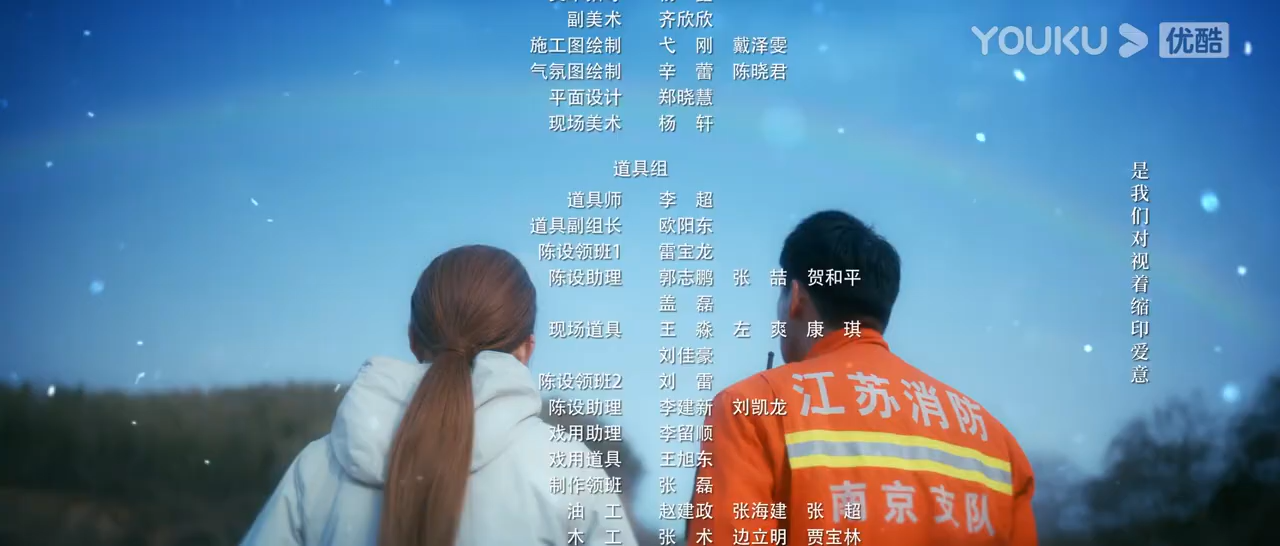 副美术 齐欣欣
施工图绘制 弋 刚 戴泽雯
气氛图绘制 辛 蕾 陈晓君
平面设计 郑晓慧
现场美术 杨 轩
道具组
道具师 李 超
道具副组长 欧阳东
陈设领班1 雷宝龙
陈设助理 郭志鹏 张 喆 贺和平
盖 磊
现场道具 王 淼 左 爽 康 琪
刘佳豪
陈设领班2 刘 雷
陈设助理 李建新 刘凯龙
戏用助理 李留顺
戏用道具 王旭东
制作领班 张 磊
油 工 赵建政 张海建 张 超
木 工 张 术 边立明 贾宝林
YOUKU 优酷
是我们对视着缩印爱意
江苏消防
南京支队